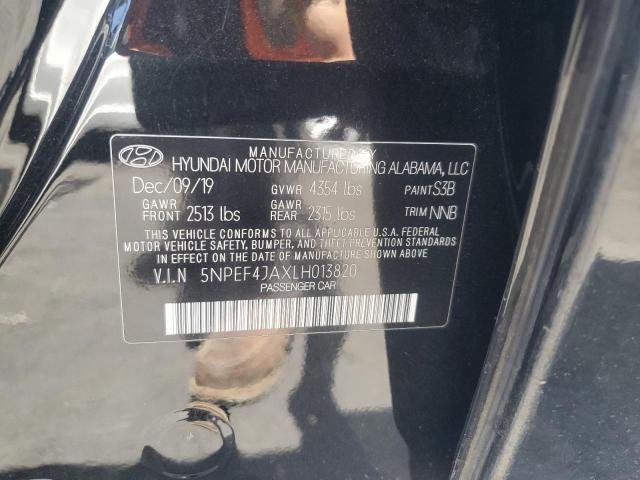 MANUFACTURED BY
HYUNDAI MOTOR MANUFACTURING ALABAMA, LLC
Dec/09/19 GVWR 4354 lbs PAINT S3B
GAWR FRONT 2513 lbs GAWR REAR 2315 lbs TRIM NNB
THIS VEHICLE CONFORMS TO ALL APPLICABLE U.S.A. FEDERAL
MOTOR VEHICLE SAFETY, BUMPER, AND THEFT PREVENTION STANDARDS
IN EFFECT ON THE DATE OF MANUFACTURE SHOWN ABOVE.
V.I.N 5NPEF4JAXLH013820
PASSENGER CAR